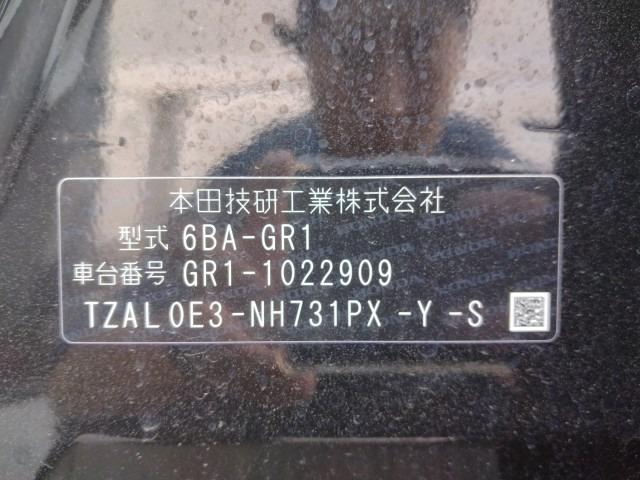 本田技研工業株式会社
型式 6BA-GR1
車台番号 GR1-1022909
TZAL0E3-NH731PX -Y -S